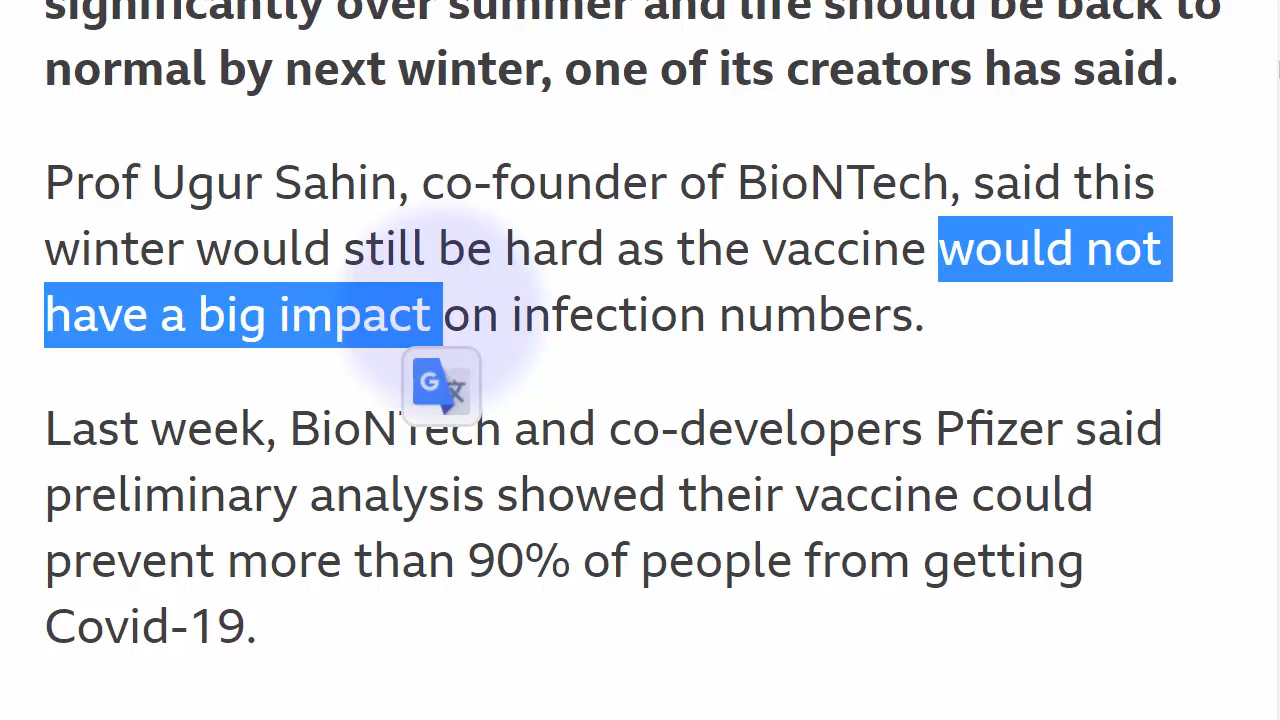 significantly over summer and life should be back to
normal by next winter, one of its creators has said.
Prof Ugur Sahin, co-founder of BioNTech, said this
winter would still be hard as the vaccine would not
have a big impact on infection numbers.
G文
Last week, BioNTech and co-developers Pfizer said
preliminary analysis showed their vaccine could
prevent more than 90% of people from getting
Covid-19.